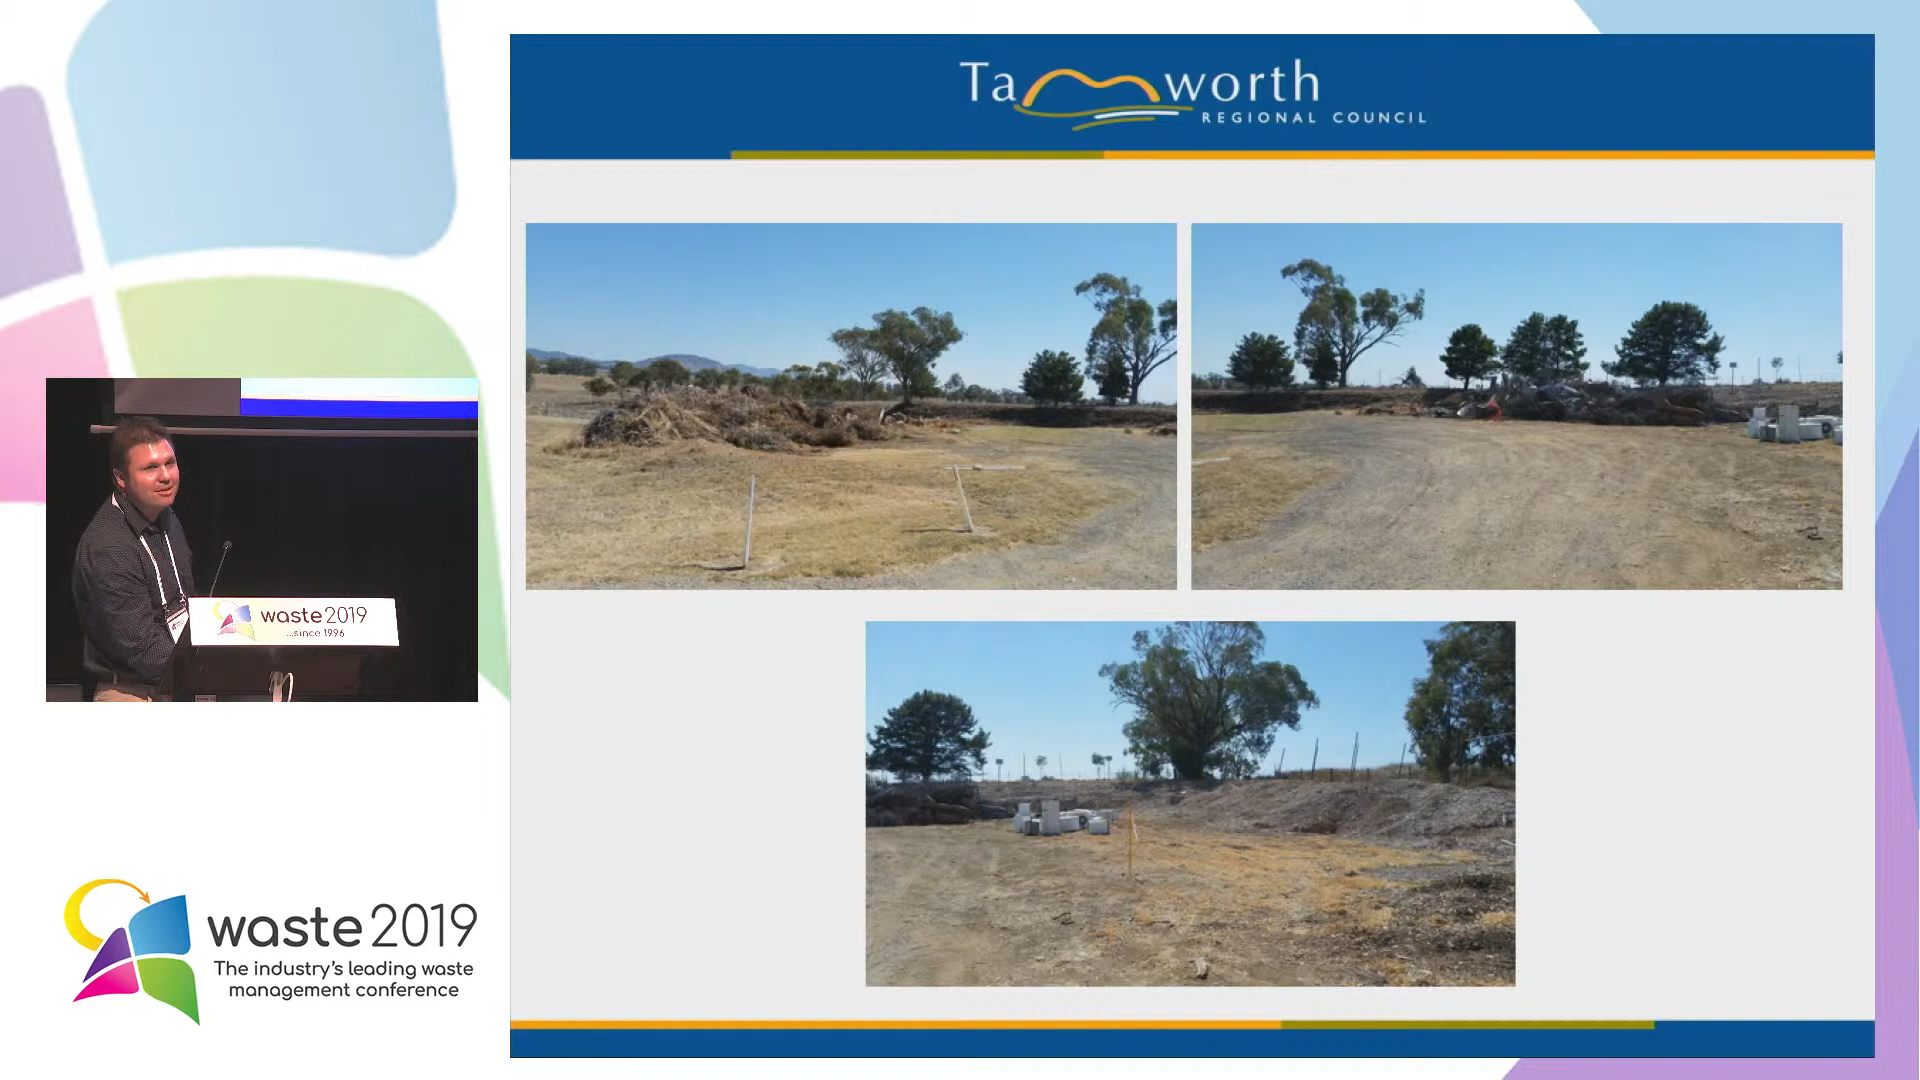 Tamworth
REGIONAL COUNCIL
waste 2019
...since 1996
waste 2019
The industry's leading waste
management conference